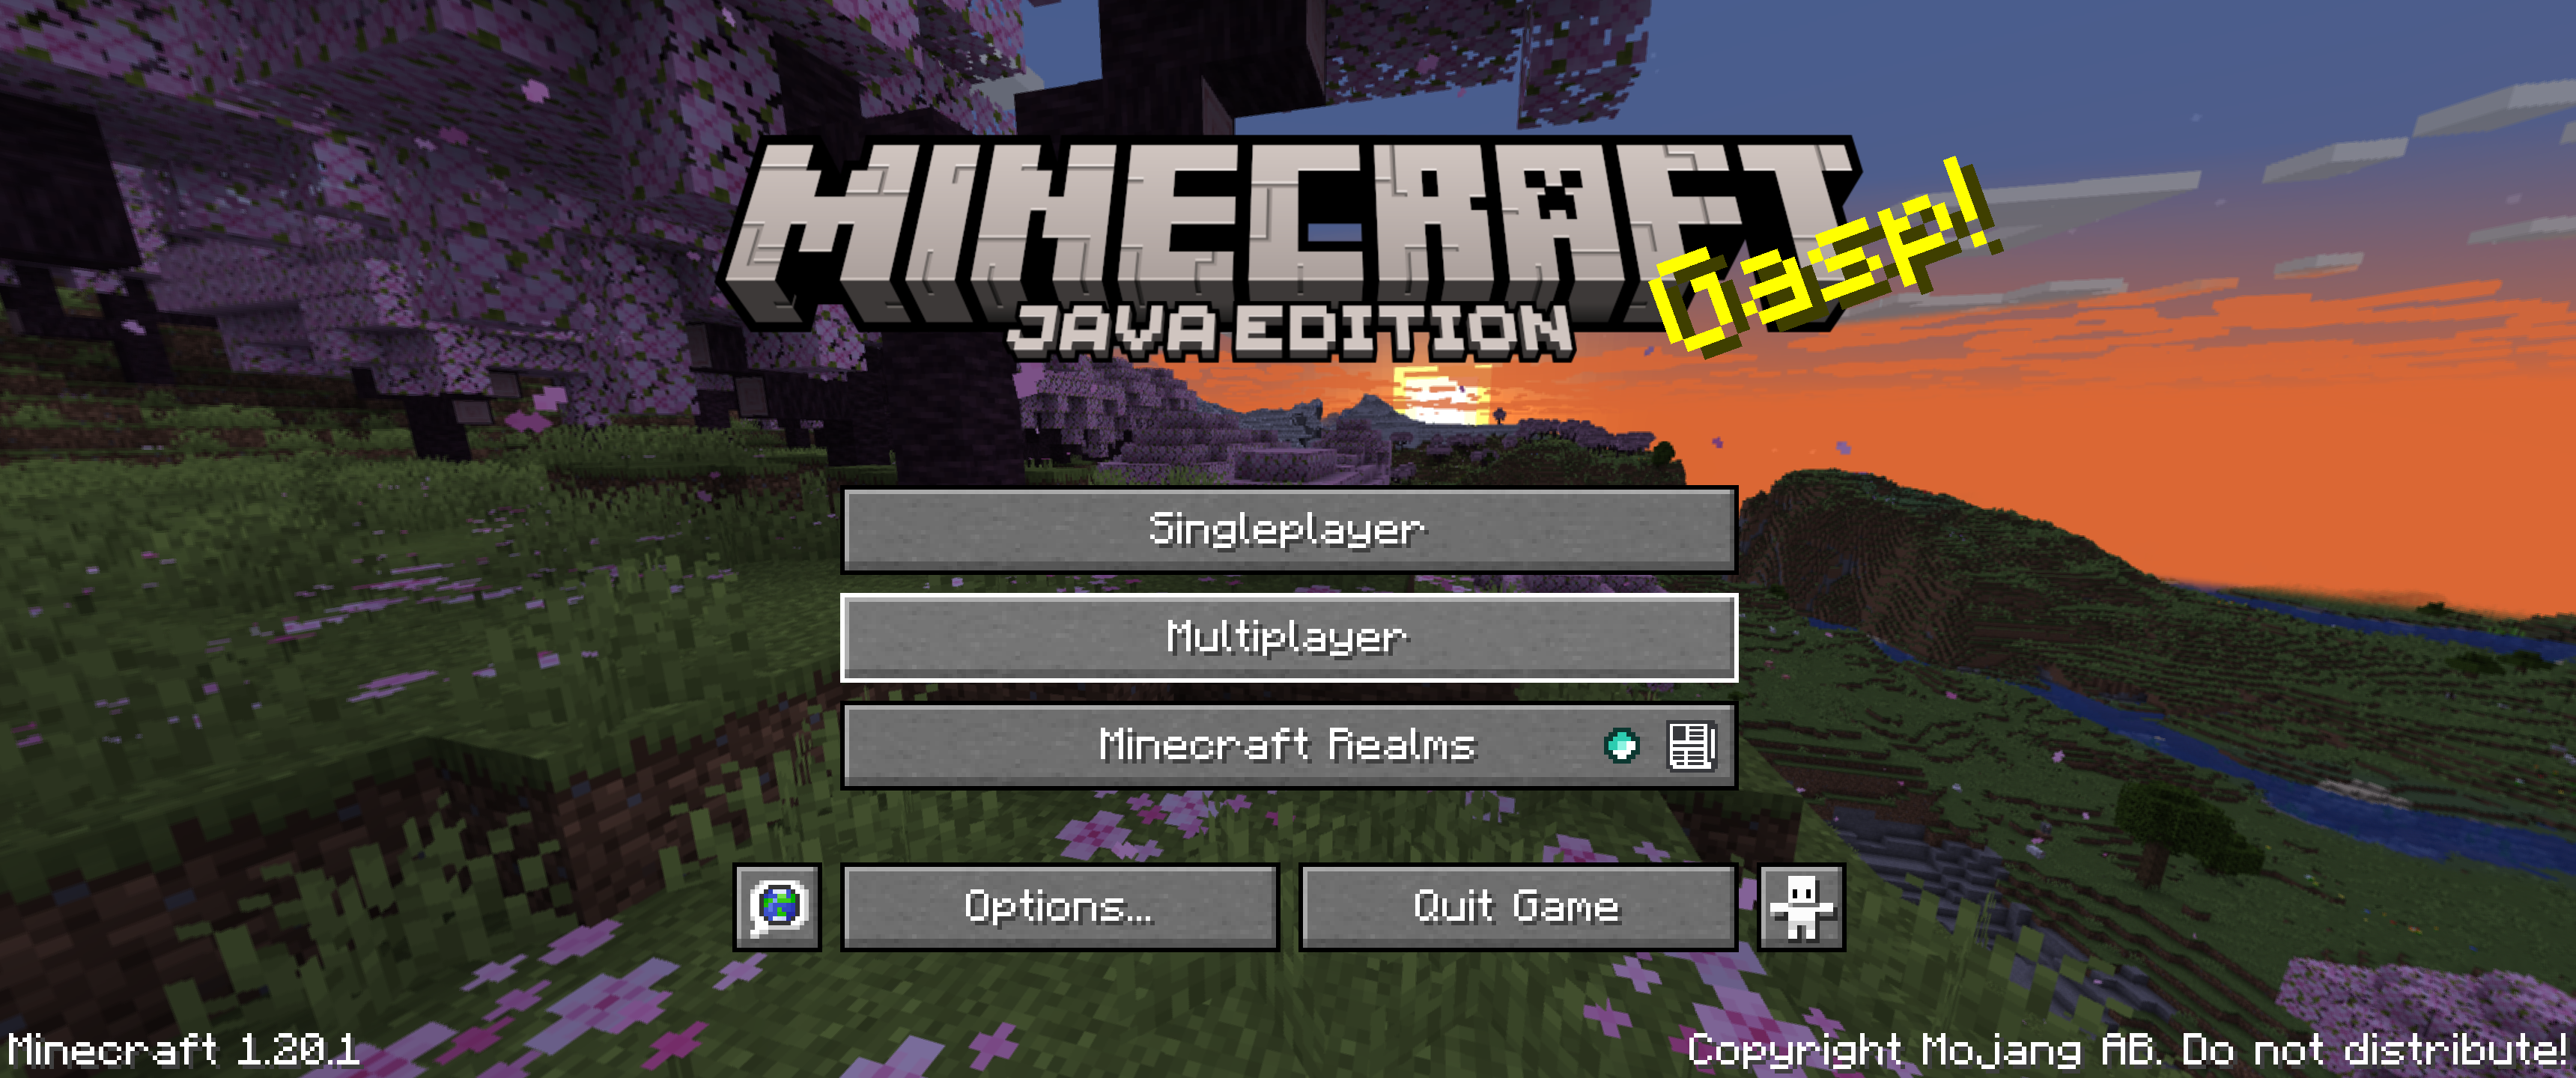 MINECRAFT
JAVA EDITION
Gasp!
Singleplayer
Multiplayer
Minecraft Realms
Options...
Quit Game
Minecraft 1.20.1
Copyright Mojang AB. Do not distribute!